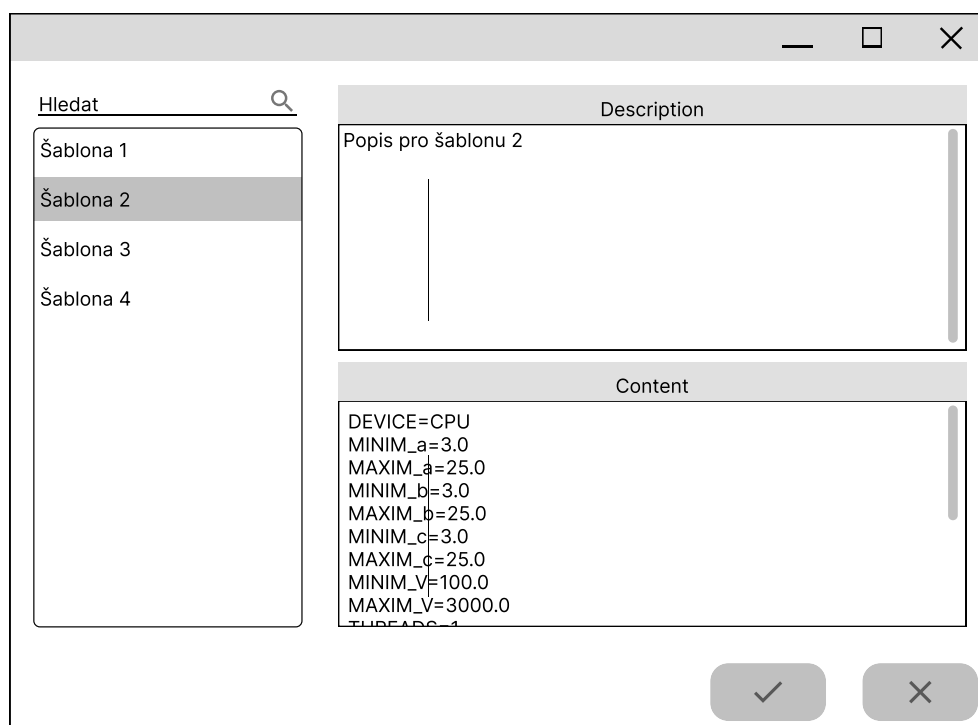 Hledat
Šablona 1
Šablona 2
Šablona 3
Šablona 4
Description
Popis pro šablonu 2
Content
DEVICE=CPU
MINIM_a=3.0
MAXIM_a=25.0
MINIM_b=3.0
MAXIM_b=25.0
MINIM_c=3.0
MAXIM_c=25.0
MINIM_V=100.0
MAXIM_V=3000.0
THREADS=1